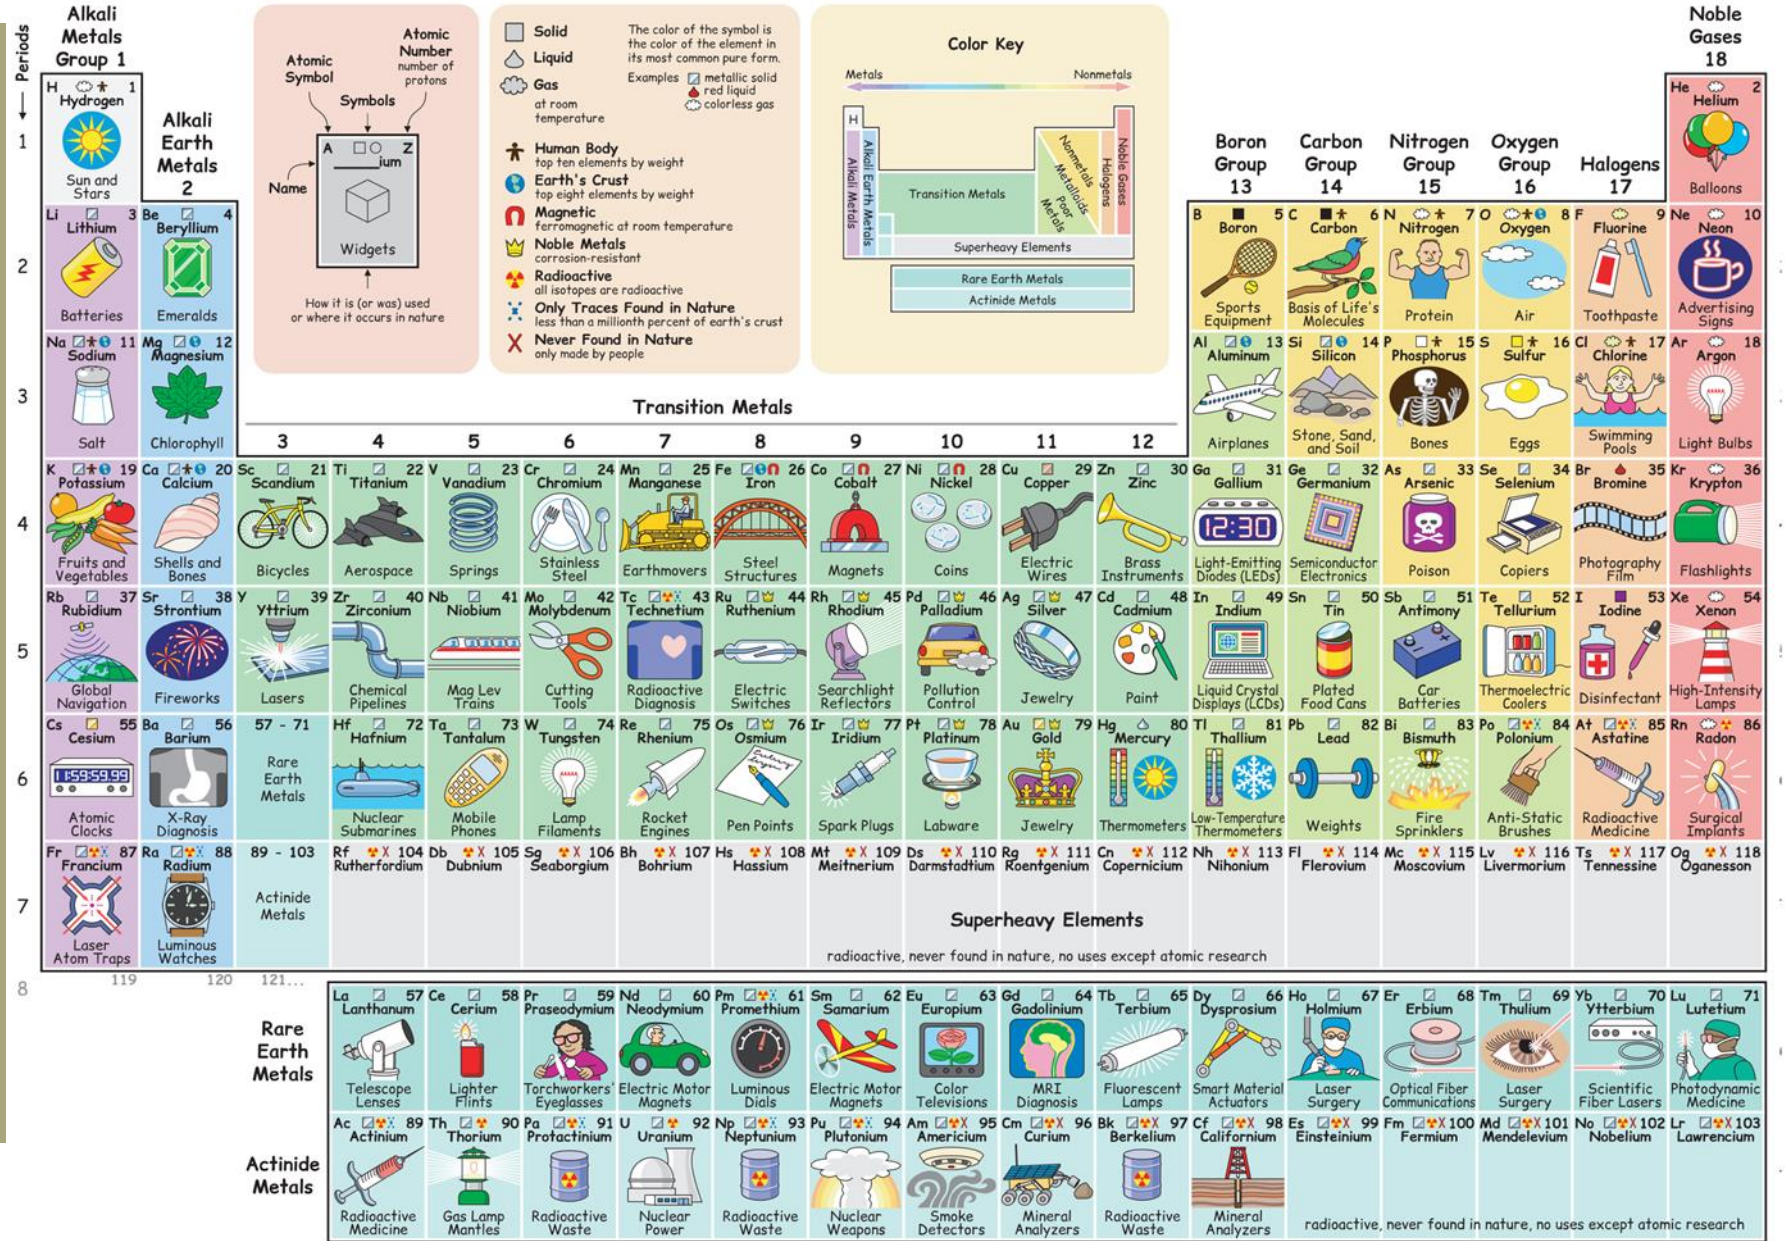 Alkali
Metals
Group 1
Periods
Alkali
Earth
Metals
2
Atomic
Symbol
Atomic
Number
number of
protons
Symbols
A Z
ium
Name
Widgets
How it is (or was) used
or where it occurs in nature
Solid
Liquid
Gas
at room
temperature
The color of the symbol is
the color of the element in
its most common pure form.
Examples metallic solid
red liquid
colorless gas
Human Body
top ten elements by weight
Earth's Crust
top eight elements by weight
Magnetic
ferromagnetic at room temperature
Noble Metals
corrosion-resistant
Radioactive
all isotopes are radioactive
Only Traces Found in Nature
less than a millionth percent of earth's crust
Never Found in Nature
only made by people
Color Key
Metals Nonmetals
H
Alkali Metals
Alkali Earth Metals
Transition Metals
Poor Metals
Metalloids
Nonmetals
Halogens
Noble Gases
Superheavy Elements
Rare Earth Metals
Actinide Metals
Boron
Group
13
Carbon
Group
14
Nitrogen
Group
15
Oxygen
Group
16
Halogens
17
Noble
Gases
18
1
H 1
Hydrogen
Sun and
Stars
He 2
Helium
Balloons
2
Li 3
Lithium
Batteries
Be 4
Beryllium
Emeralds
B 5
Boron
Sports
Equipment
C 6
Carbon
Basis of Life's
Molecules
N 7
Nitrogen
Protein
O 8
Oxygen
Air
F 9
Fluorine
Toothpaste
Ne 10
Neon
Advertising
Signs
3
Na 11
Sodium
Salt
Mg 12
Magnesium
Chlorophyll
Transition Metals
3 4 5 6 7 8 9 10 11 12
Al 13
Aluminum
Airplanes
Si 14
Silicon
Stone, Sand,
and Soil
P 15
Phosphorus
Bones
S 16
Sulfur
Eggs
Cl 17
Chlorine
Swimming
Pools
Ar 18
Argon
Light Bulbs
4
K 19
Potassium
Fruits and
Vegetables
Ca 20
Calcium
Shells and
Bones
Sc 21
Scandium
Bicycles
Ti 22
Titanium
Aerospace
V 23
Vanadium
Springs
Cr 24
Chromium
Stainless
Steel
Mn 25
Manganese
Earthmovers
Fe 26
Iron
Steel
Structures
Co 27
Cobalt
Magnets
Ni 28
Nickel
Coins
Cu 29
Copper
Electric
Wires
Zn 30
Zinc
Brass
Instruments
Ga 31
Gallium
12:30
Light-Emitting
Diodes (LEDs)
Ge 32
Germanium
Semiconductor
Electronics
As 33
Arsenic
Poison
Se 34
Selenium
Copiers
Br 35
Bromine
Photography
Film
Kr 36
Krypton
Flashlights
5
Rb 37
Rubidium
Global
Navigation
Sr 38
Strontium
Fireworks
Y 39
Yttrium
Lasers
Zr 40
Zirconium
Chemical
Pipelines
Nb 41
Niobium
Mag Lev
Trains
Mo 42
Molybdenum
Cutting
Tools
Tc 43
Technetium
Radioactive
Diagnosis
Ru 44
Ruthenium
Electric
Switches
Rh 45
Rhodium
Searchlight
Reflectors
Pd 46
Palladium
Pollution
Control
Ag 47
Silver
Jewelry
Cd 48
Cadmium
Paint
In 49
Indium
Liquid Crystal
Displays (LCDs)
Sn 50
Tin
Plated
Food Cans
Sb 51
Antimony
Car
Batteries
Te 52
Tellurium
Thermoelectric
Coolers
I 53
Iodine
Disinfectant
Xe 54
Xenon
High-Intensity
Lamps
6
Cs 55
Cesium
11:59:59.99
Atomic
Clocks
Ba 56
Barium
X-Ray
Diagnosis
57 - 71
Rare
Earth
Metals
Hf 72
Hafnium
Nuclear
Submarines
Ta 73
Tantalum
Mobile
Phones
W 74
Tungsten
Lamp
Filaments
Re 75
Rhenium
Rocket
Engines
Os 76
Osmium
Pen Points
Ir 77
Iridium
Spark Plugs
Pt 78
Platinum
Labware
Au 79
Gold
Jewelry
Hg 80
Mercury
Thermometers
Tl 81
Thallium
Low-Temperature
Thermometers
Pb 82
Lead
Weights
Bi 83
Bismuth
Fire
Sprinklers
Po 84
Polonium
Anti-Static
Brushes
At 85
Astatine
Radioactive
Medicine
Rn 86
Radon
Surgical
Implants
7
Fr 87
Francium
Laser
Atom Traps
Ra 88
Radium
Luminous
Watches
89 - 103
Actinide
Metals
Rf 104
Rutherfordium
Db 105
Dubnium
Sg 106
Seaborgium
Bh 107
Bohrium
Hs 108
Hassium
Mt 109
Meitnerium
Ds 110
Darmstadtium
Rg 111
Roentgenium
Cn 112
Copernicium
Nh 113
Nihonium
Fl 114
Flerovium
Mc 115
Moscovium
Lv 116
Livermorium
Ts 117
Tennessine
Og 118
Oganesson
Superheavy Elements
radioactive, never found in nature, no uses except atomic research
8 119 120 121...
Rare
Earth
Metals
La 57
Lanthanum
Telescope
Lenses
Ce 58
Cerium
Lighter
Flints
Pr 59
Praseodymium
Torchworkers'
Eyeglasses
Nd 60
Neodymium
Electric Motor
Magnets
Pm 61
Promethium
Luminous
Dials
Sm 62
Samarium
Electric Motor
Magnets
Eu 63
Europium
Color
Televisions
Gd 64
Gadolinium
MRI
Diagnosis
Tb 65
Terbium
Fluorescent
Lamps
Dy 66
Dysprosium
Smart Material
Actuators
Ho 67
Holmium
Laser
Surgery
Er 68
Erbium
Optical Fiber
Communications
Tm 69
Thulium
Laser
Surgery
Yb 70
Ytterbium
Scientific
Fiber Lasers
Lu 71
Lutetium
Photodynamic
Medicine
Actinide
Metals
Ac 89
Actinium
Radioactive
Medicine
Th 90
Thorium
Gas Lamp
Mantles
Pa 91
Protactinium
Radioactive
Waste
U 92
Uranium
Nuclear
Power
Np 93
Neptunium
Radioactive
Waste
Pu 94
Plutonium
Nuclear
Weapons
Am 95
Americium
Smoke
Detectors
Cm 96
Curium
Mineral
Analyzers
Bk 97
Berkelium
Radioactive
Waste
Cf 98
Californium
Mineral
Analyzers
Es 99
Einsteinium
Fm 100
Fermium
Md 101
Mendelevium
No 102
Nobelium
Lr 103
Lawrencium
radioactive, never found in nature, no uses except atomic research